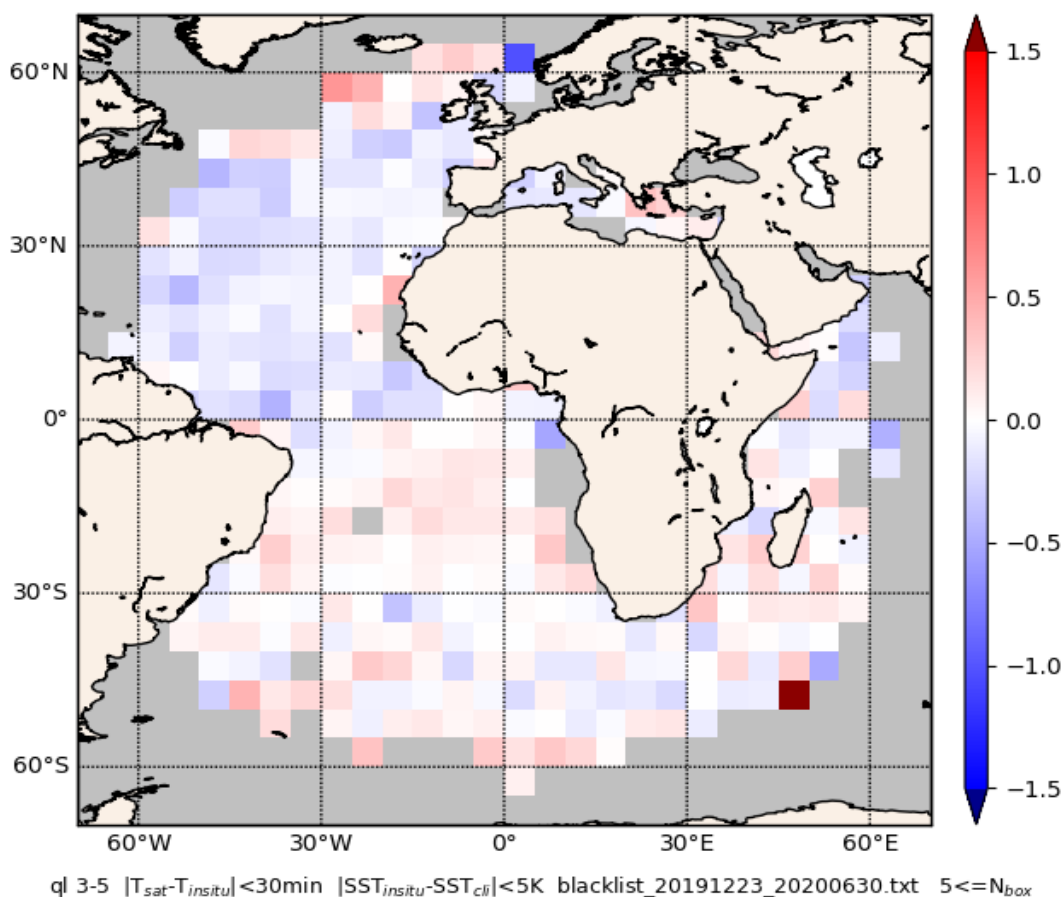 60°N
30°N
0°
30°S
60°S
60°W 30°W 0° 30°E 60°E
1.5
1.0
0.5
0.0
−0.5
−1.0
−1.5
ql 3-5 |T_sat-T_insitu|<30min |SST_insitu-SST_cli|<5K blacklist_20191223_20200630.txt 5<=N_box